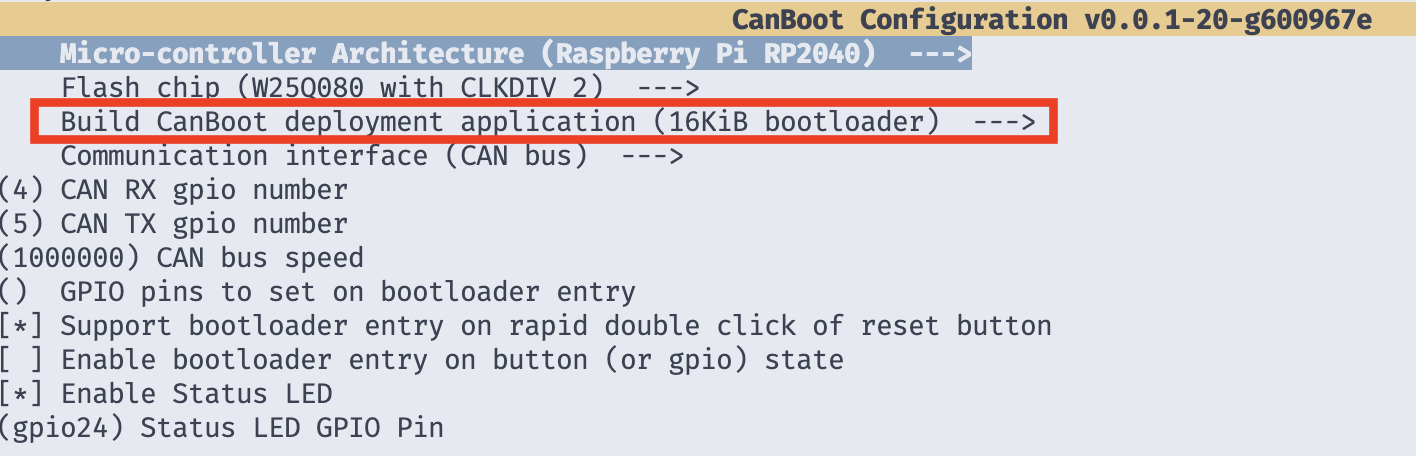 CanBoot Configuration v0.0.1-20-g600967e
Micro-controller Architecture (Raspberry Pi RP2040)  --->
Flash chip (W25Q080 with CLKDIV 2)  --->
Build CanBoot deployment application (16KiB bootloader)  --->
Communication interface (CAN bus)  --->
(4) CAN RX gpio number
(5) CAN TX gpio number
(1000000) CAN bus speed
()  GPIO pins to set on bootloader entry
[*] Support bootloader entry on rapid double click of reset button
[ ] Enable bootloader entry on button (or gpio) state
[*] Enable Status LED
(gpio24) Status LED GPIO Pin